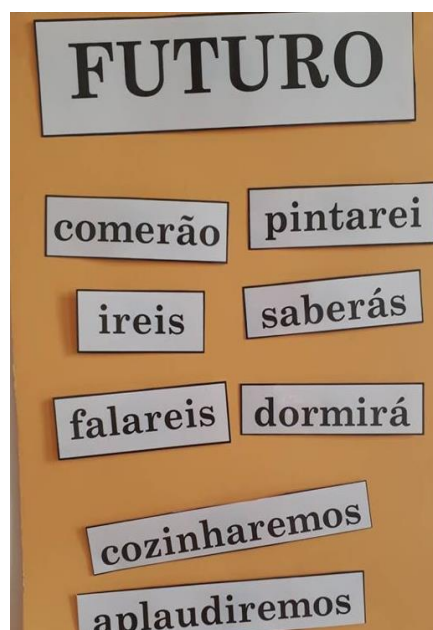 FUTURO
comerão pintarei
ireis saberás
falareis dormirá
cozinharemos
aplaudiremos